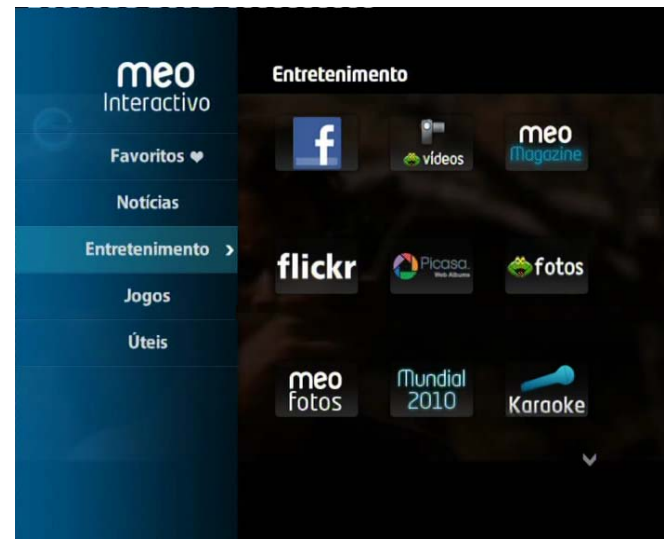 meo
Interactivo
Favoritos
Notícias
Entretenimento
Jogos
Úteis
Entretenimento
f
vídeos
meo
Magazine
flickr
Picasa
Web Albums
fotos
meo
fotos
Mundial
2010
Karaoke